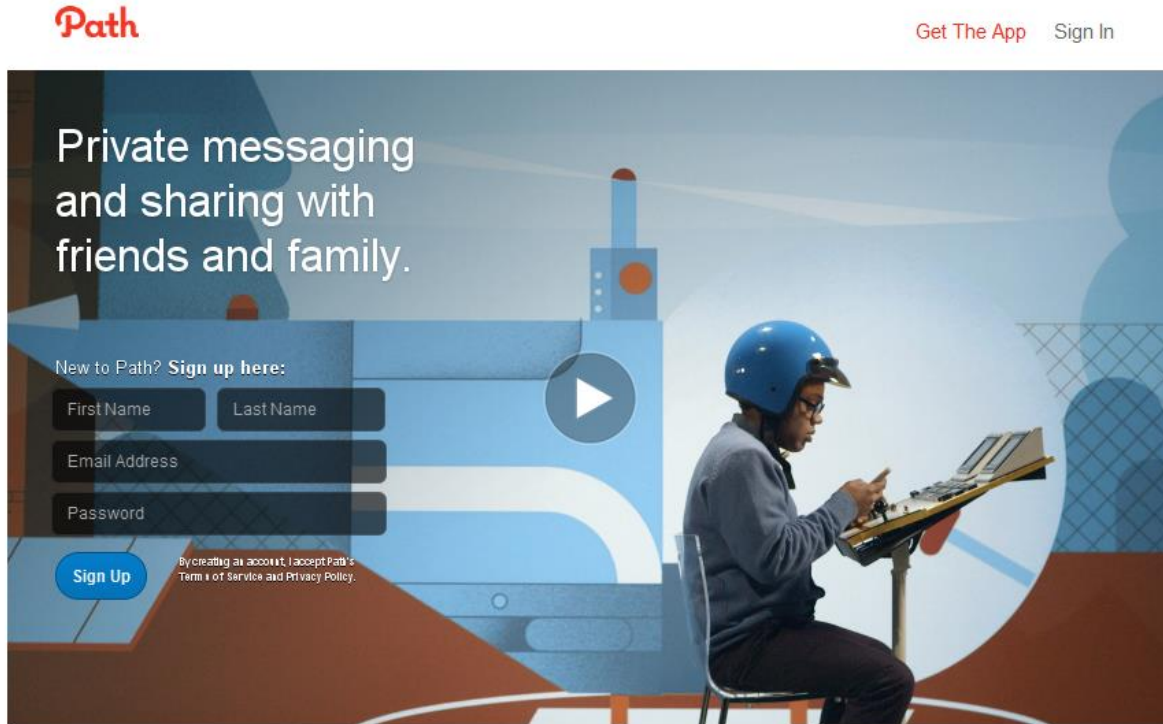 Path
Get The App Sign In
Private messaging
and sharing with
friends and family.
New to Path? Sign up here:
First Name Last Name
Email Address
Password
Sign Up
By creating an account, I accept Path's
Terms of Service and Privacy Policy.